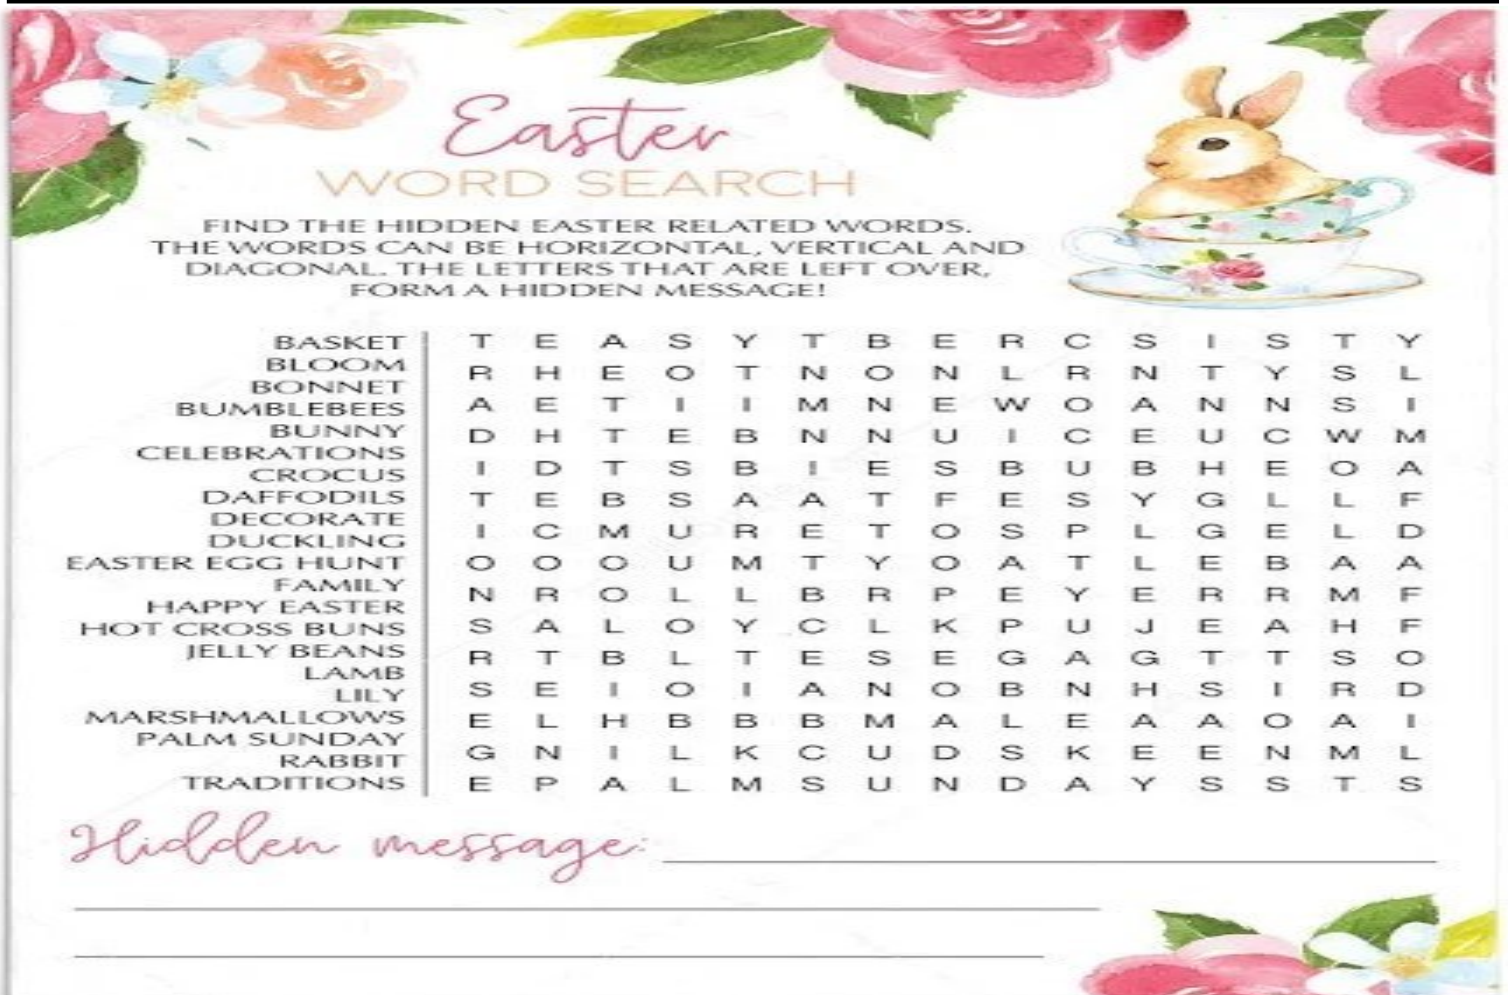 Easter
WORD SEARCH
FIND THE HIDDEN EASTER RELATED WORDS.
THE WORDS CAN BE HORIZONTAL, VERTICAL AND
DIAGONAL. THE LETTERS THAT ARE LEFT OVER,
FORM A HIDDEN MESSAGE!
BASKET
BLOOM
BONNET
BUMBLEBEES
BUNNY
CELEBRATIONS
CROCUS
DAFFODILS
DECORATE
DUCKLING
EASTER EGG HUNT
FAMILY
HAPPY EASTER
HOT CROSS BUNS
JELLY BEANS
LAMB
LILY
MARSHMALLOWS
PALM SUNDAY
RABBIT
TRADITIONS
T E A S Y T B E R C S I S T Y
R H E O T N O N L R N T Y S L
A E T I I I M N E W O A N N S I
D H T E B N N U I C E U C W M
I D T S B I E S B U B H E O A
T E B S A A T F E S Y G L L F
I C M U R E T O S P L G E L D
O O O U M T Y O A T L E B A A
N R O L L B R P E Y E R R M F
S A L O Y C L K P U J E A H F
R T B L T E S E G A G T T S O
S E I O I A N O B N H S I R D
E L H B B B M A L E A A O A I
G N I L K C U D S K E E N M L
E P A L M S U N D A Y S S T S
Hidden message: